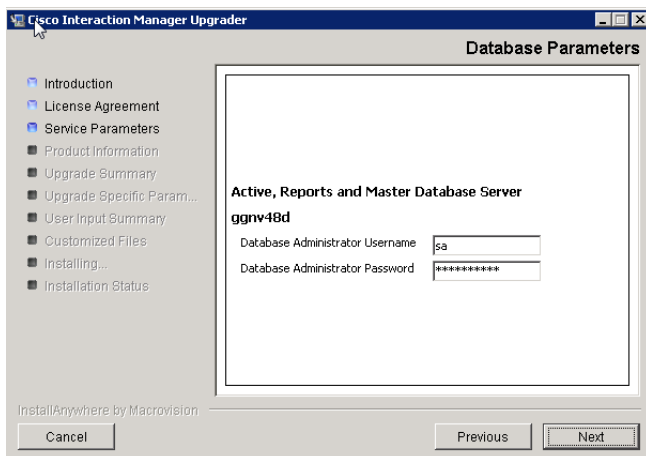 Cisco Interaction Manager Upgrader
Database Parameters
Introduction
License Agreement
Service Parameters
Product Information
Upgrade Summary
Upgrade Specific Param...
User Input Summary
Customized Files
Installing...
Installation Status
Active, Reports and Master Database Server
ggnv48d
Database Administrator Username sa
Database Administrator Password **********
InstallAnywhere by Macrovision
Cancel Previous Next